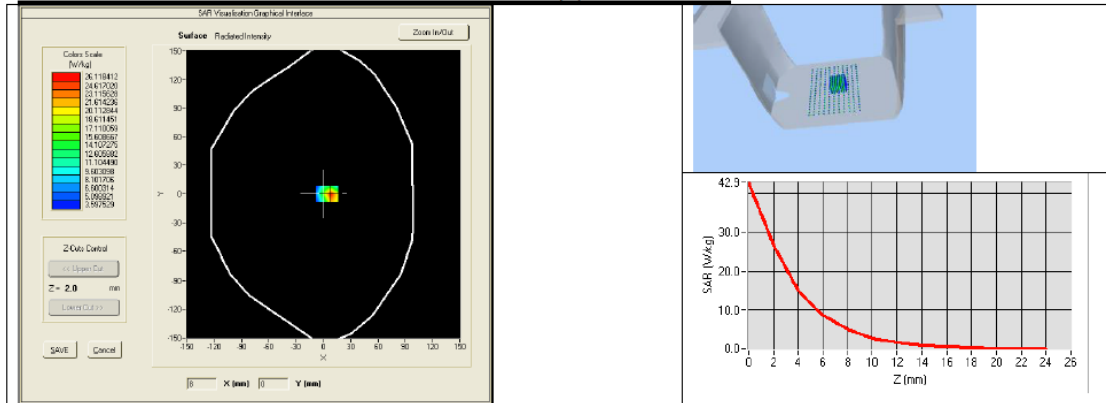 SAR Visualisation Graphical Interface
Surface Radiated Intensity
Zoom In/Out
Colors Scale
(W/kg)
26.118412
24.617020
23.115628
21.614236
20.112844
18.611451
17.110059
15.608667
14.107275
12.605882
11.104490
9.603098
8.101706
6.600314
5.098921
3.597529
150
120
90
60
30
0
-30
-60
-90
-120
-150
Y
-150 -120 -90 -60 -30 0 30 60 90 120 150
X
Z-Cuts Control
<< Upper Cut
Z = 2.0 mm
Lower Cut >>
SAVE Cancel
X (mm) 0 Y (mm)
42.9
30.0
20.0
10.0
0.0
SAR (W/kg)
0 2 4 6 8 10 12 14 16 18 20 22 24 26
Z (mm)